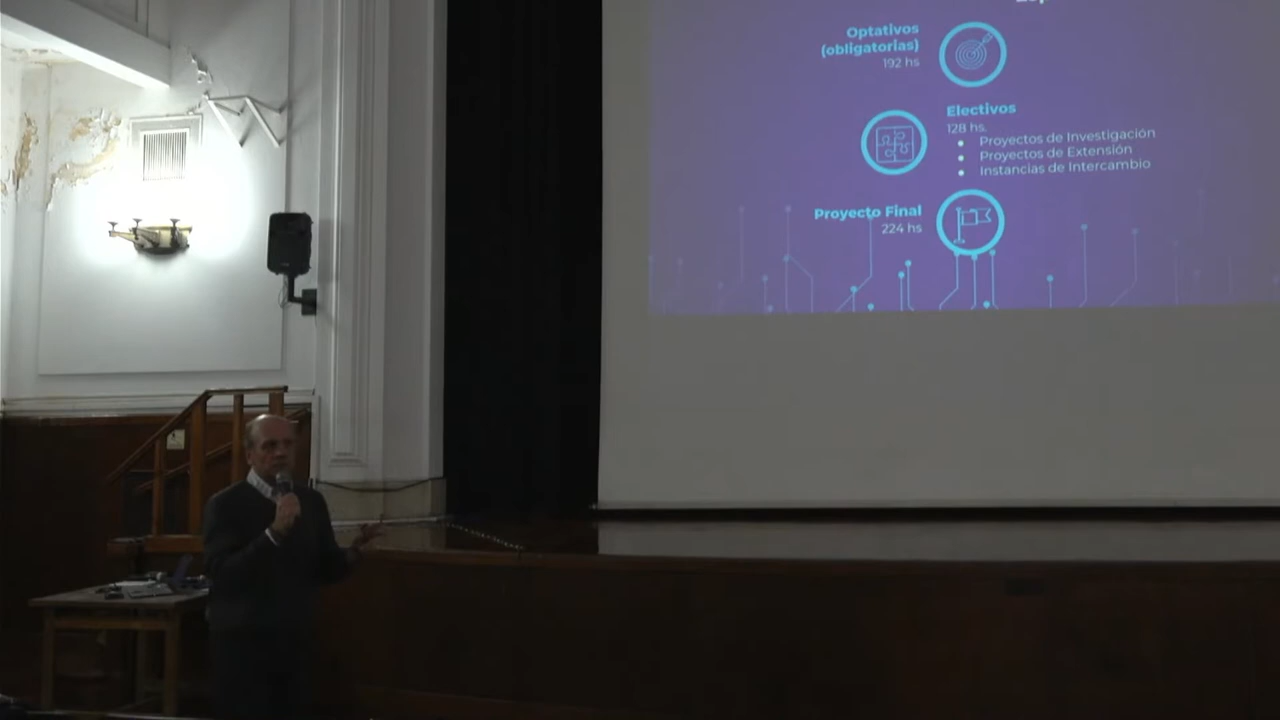 Optativos
(obligatorias)
192 hs
Electivos
128 hs.
Proyectos de Investigación
Proyectos de Extensión
Instancias de Intercambio
Proyecto Final
224 hs